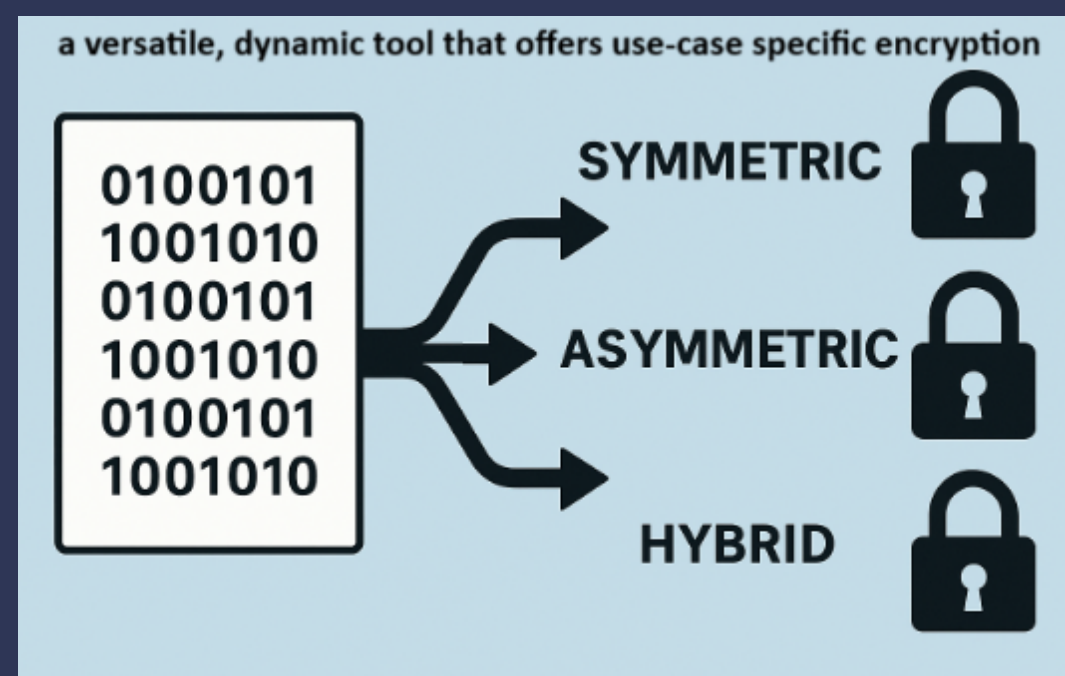 a versatile, dynamic tool that offers use-case specific encryption
0100101
1001010
0100101
1001010
0100101
1001010
SYMMETRIC
ASYMMETRIC
HYBRID